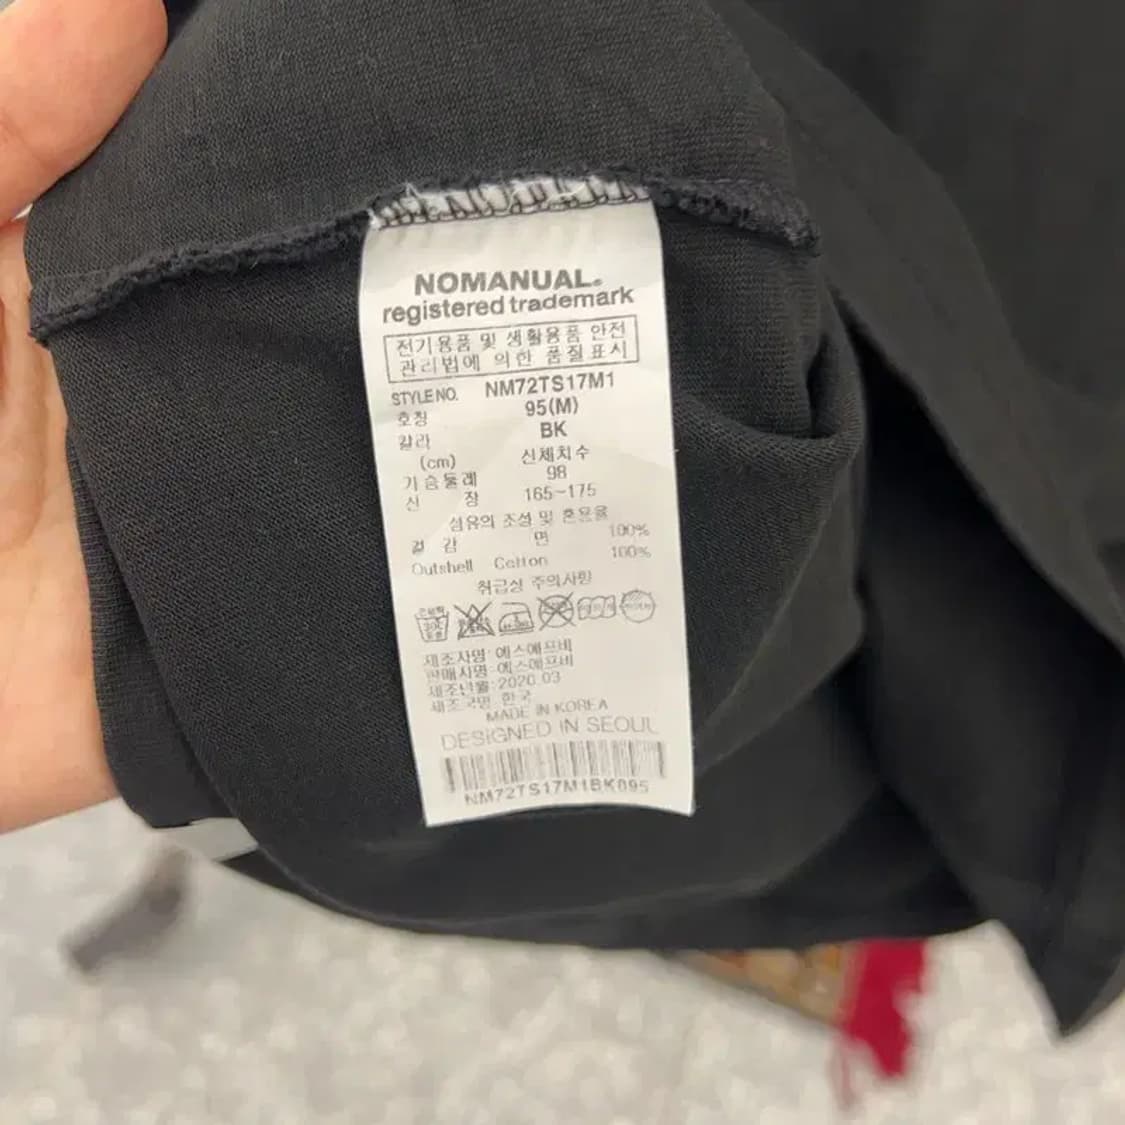 NOMANUAL.
registered trademark
전기용품 및 생활용품 안전
관리법에 의한 품질표시
STYLE NO. NM72TS17M1
호칭 95(M)
칼라 BK
(cm) 신체치수
가슴둘레 98
신 장 165~175
섬유의 조성 및 혼용율
겉 감 면 100%
Outshell Cotton 100%
취급상 주의사항
제조사명: 에스에프비
판매사명: 에스에프비
제조년월: 2020.03
제조국명: 한국
MADE IN KOREA
DESIGNED IN SEOUL
NM72TS17M1BK095